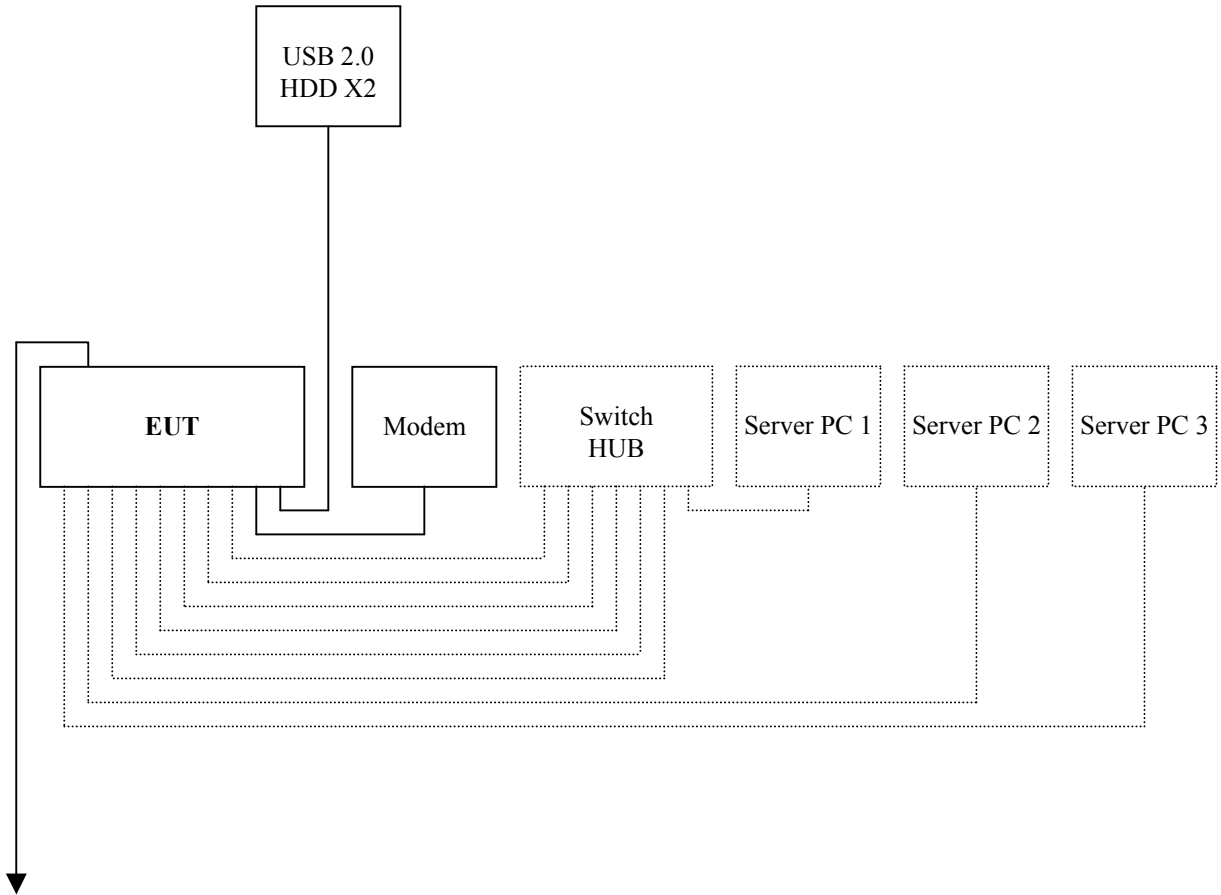 USB 2.0
HDD X2
EUT
Modem
Switch
HUB
Server PC 1
Server PC 2
Server PC 3